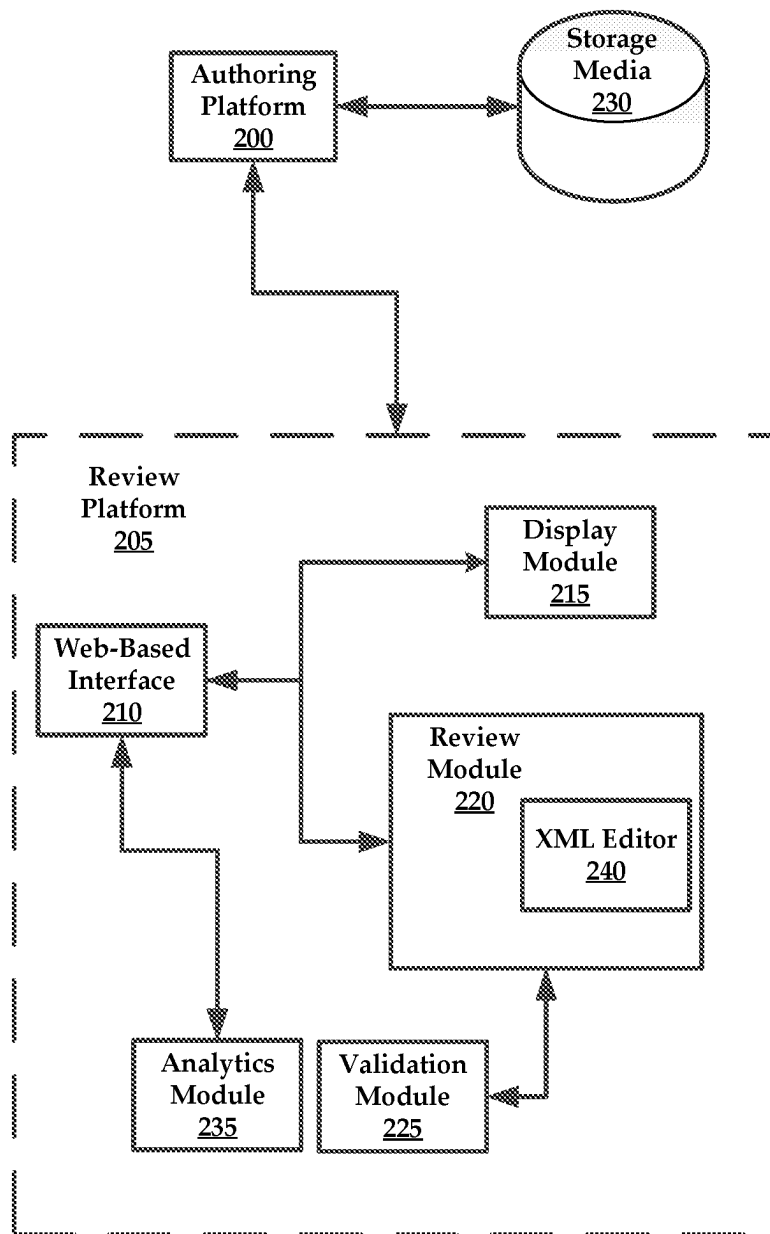 Authoring
Platform
200
Storage
Media
230
Review
Platform
205
Display
Module
215
Web-Based
Interface
210
Review
Module
220
XML Editor
240
Analytics
Module
235
Validation
Module
225